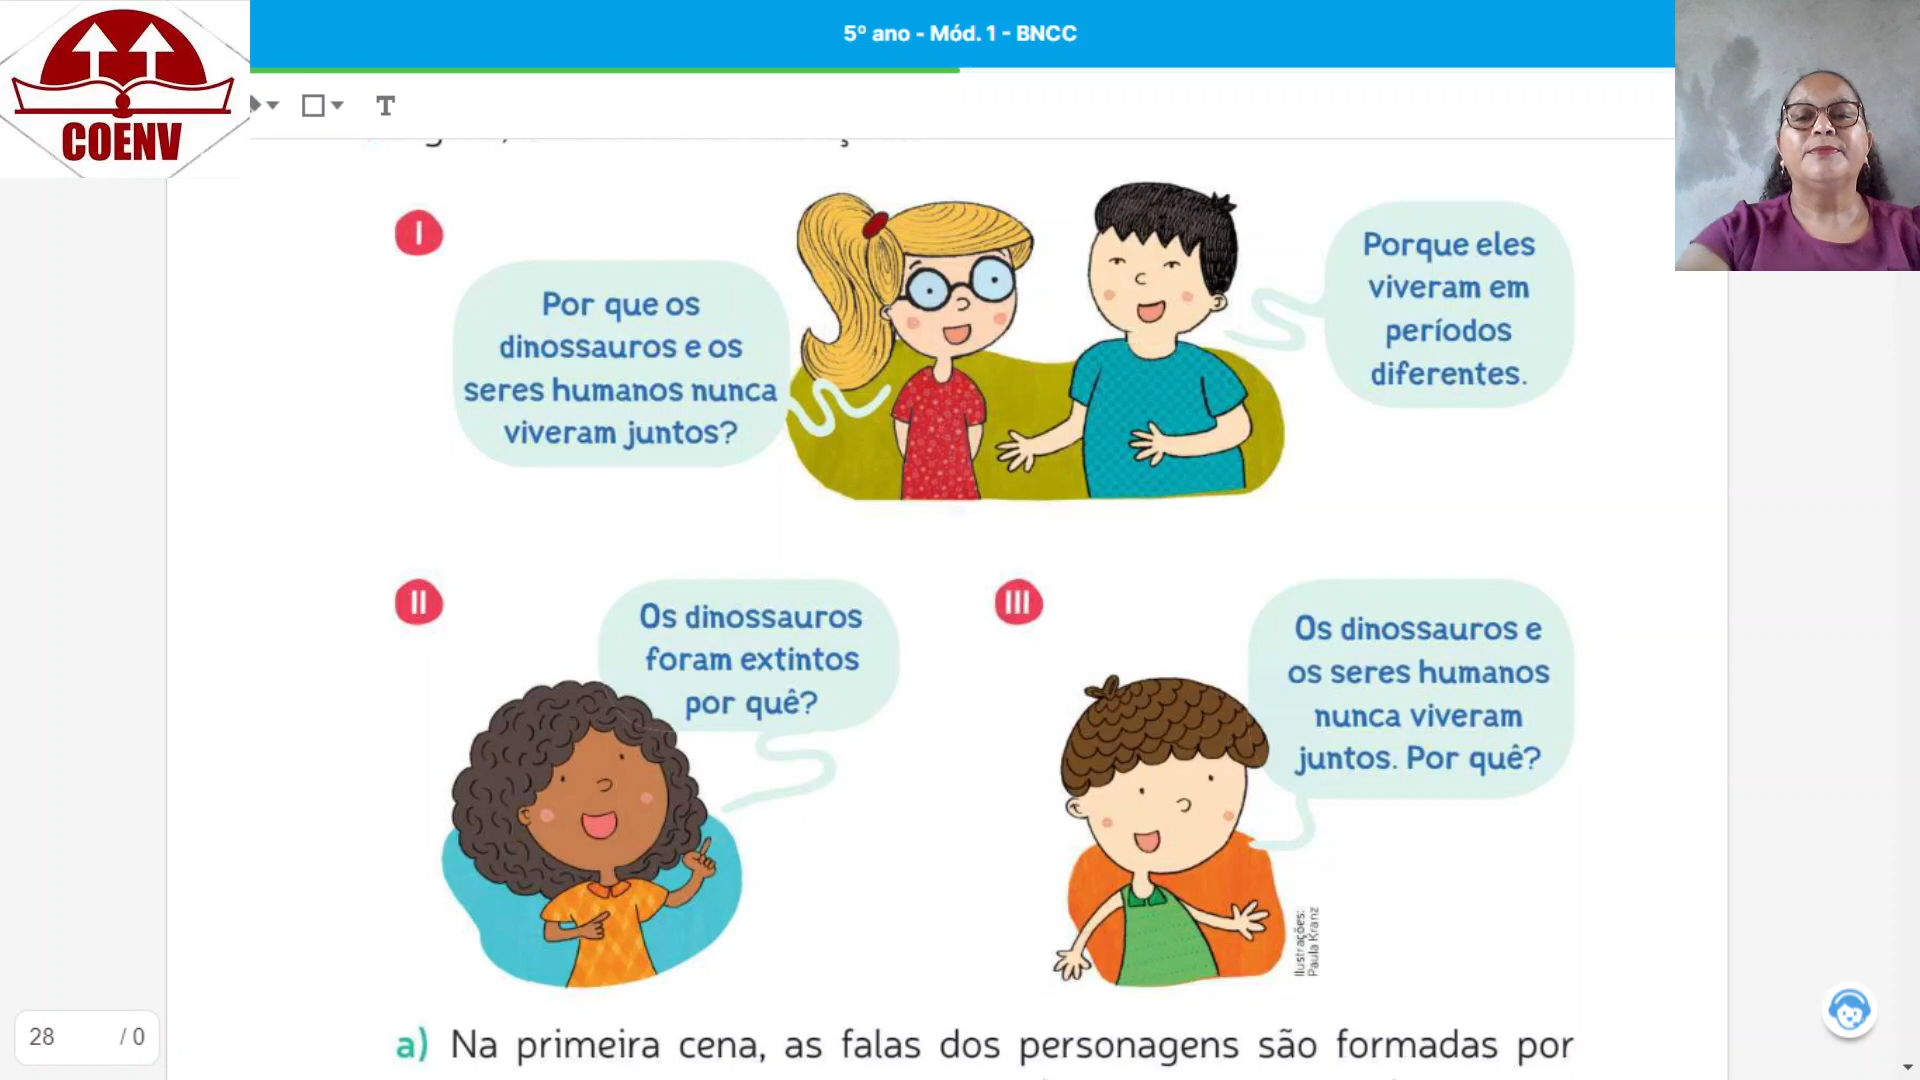 5º ano - Mód. 1 - BNCC
COENV
T
I
Por que os
dinossauros e os
seres humanos nunca
viveram juntos?
Porque eles
viveram em
períodos
diferentes.
II
Os dinossauros
foram extintos
por quê?
III
Os dinossauros e
os seres humanos
nunca viveram
juntos. Por quê?
Ilustrações:
Paula Kranz
28 / 0
a) Na primeira cena, as falas dos personagens são formadas por